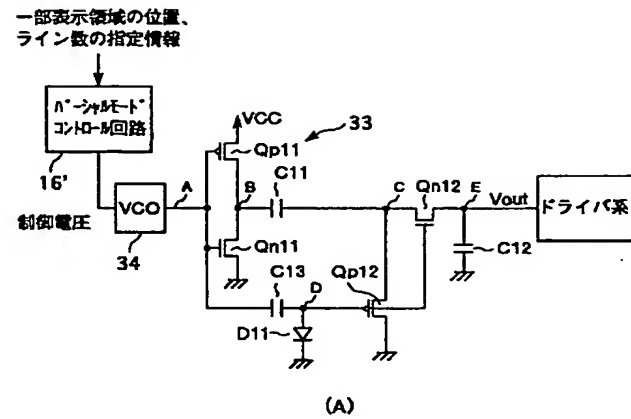 一部表示領域の位置、
ライン数の指定情報
パーシャルモード
コントロール回路
16'
制御電圧
VCO
34
A
VCC
33
Qp11
B
C11
Qn11
C13
D
D11
C
Qn12
E
Vout
ドライバ系
C12
Qp12
(A)